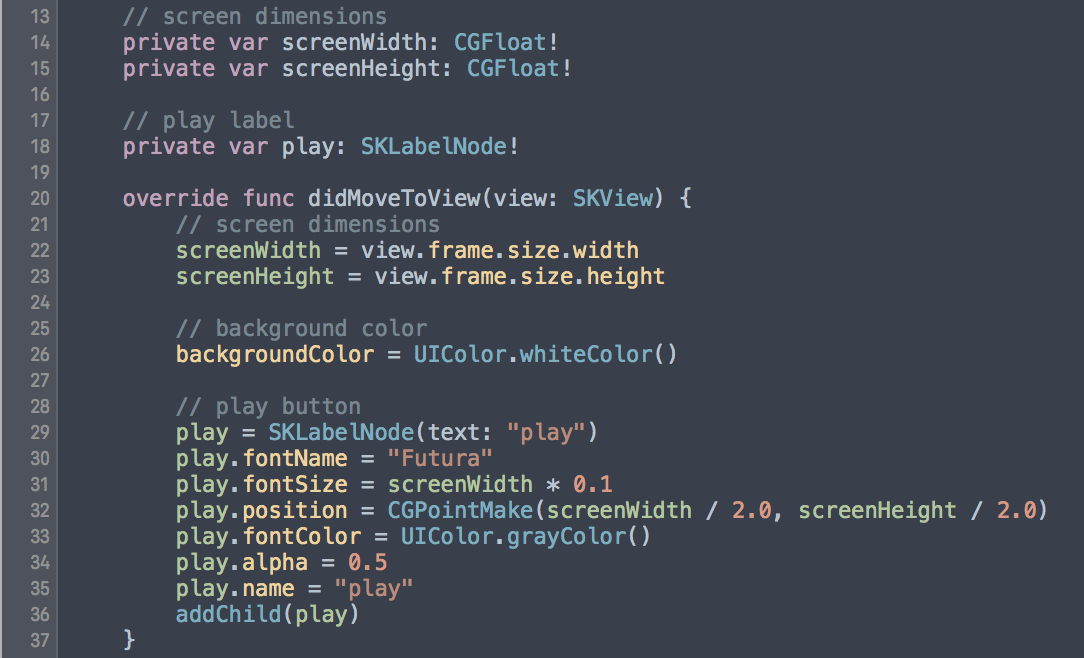 13 // screen dimensions
14 private var screenWidth: CGFloat!
15 private var screenHeight: CGFloat!
16
17 // play label
18 private var play: SKLabelNode!
19
20 override func didMoveToView(view: SKView) {
21 // screen dimensions
22 screenWidth = view.frame.size.width
23 screenHeight = view.frame.size.height
24
25 // background color
26 backgroundColor = UIColor.whiteColor()
27
28 // play button
29 play = SKLabelNode(text: "play")
30 play.fontName = "Futura"
31 play.fontSize = screenWidth * 0.1
32 play.position = CGPointMake(screenWidth / 2.0, screenHeight / 2.0)
33 play.fontColor = UIColor.grayColor()
34 play.alpha = 0.5
35 play.name = "play"
36 addChild(play)
37 }